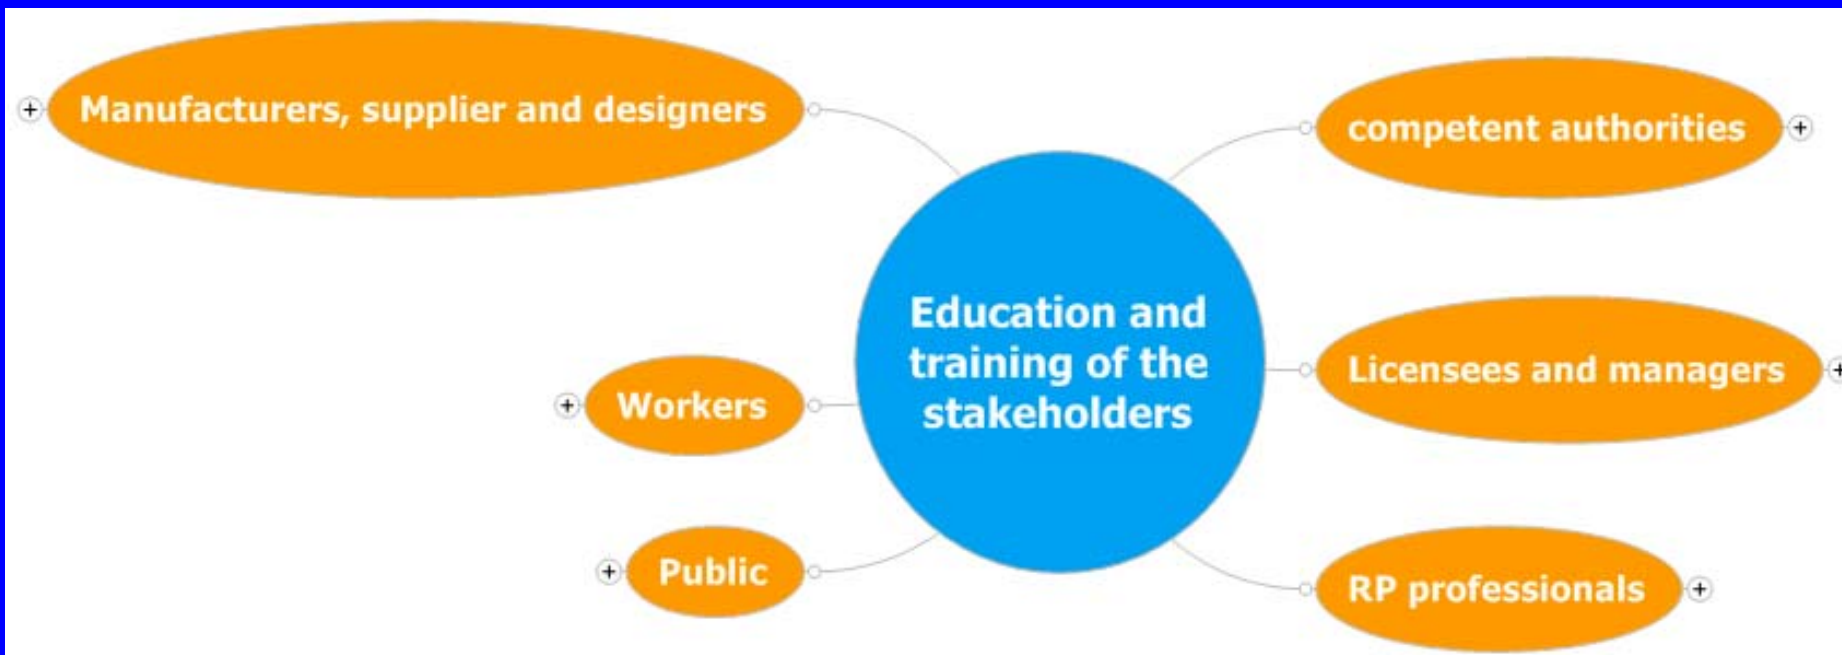 Manufacturers, supplier and designers
competent authorities
Education and
training of the
stakeholders
Licensees and managers
Workers
Public
RP professionals